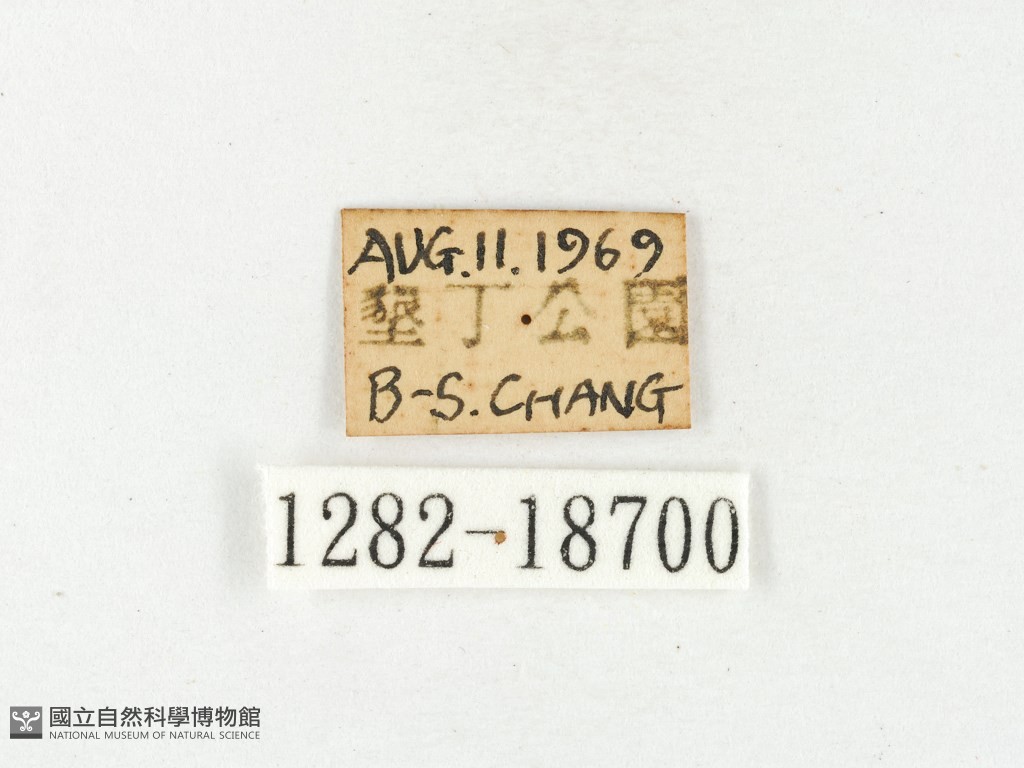 AUG.11.1969
墾丁公園
B-S.CHANG
1282-18700
國立自然科學博物館
NATIONAL MUSEUM OF NATURAL SCIENCE